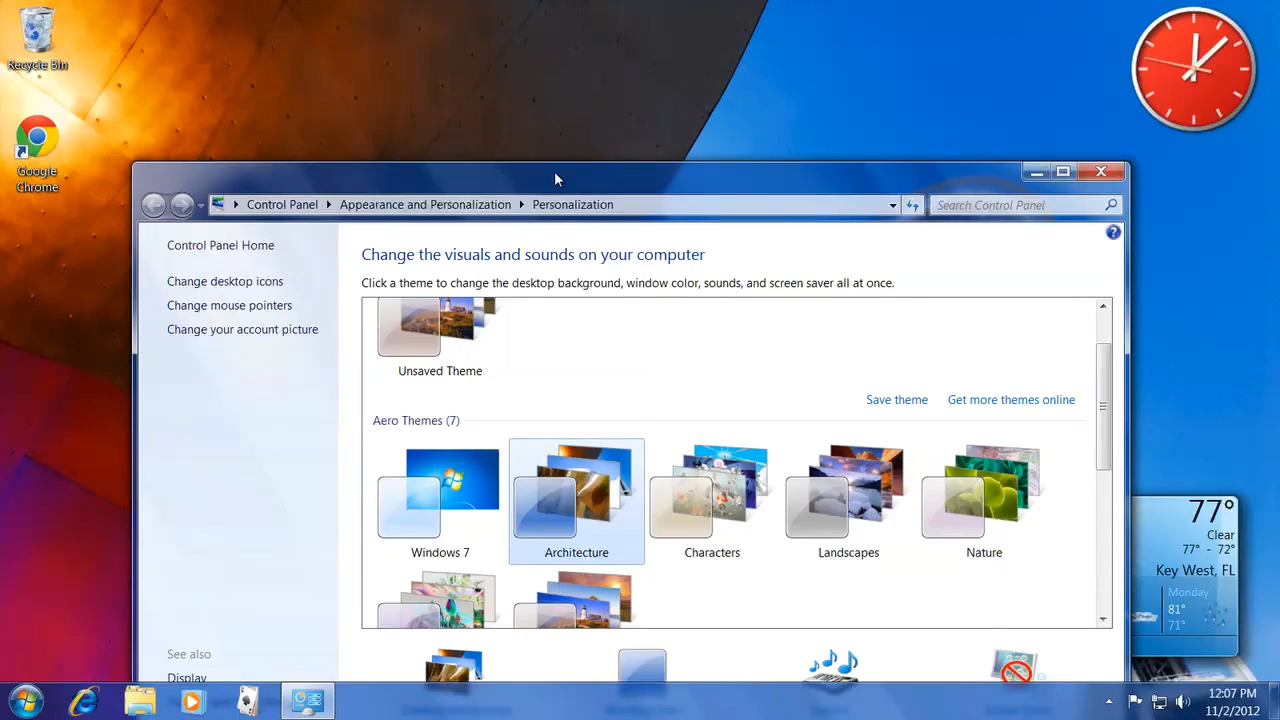 Recycle Bin
Google
Chrome
Control Panel
Appearance and Personalization
Personalization
Search Control Panel
Control Panel Home
Change desktop icons
Change mouse pointers
Change your account picture
See also
Display
Change the visuals and sounds on your computer
Click a theme to change the desktop background, window color, sounds, and screen saver all at once.
Unsaved Theme
Save theme
Get more themes online
Aero Themes (7)
Windows 7
Architecture
Characters
Landscapes
Nature
77°
Clear
77° - 72°
Key West, FL
Monday
81°
71°
12:07 PM
11/2/2012